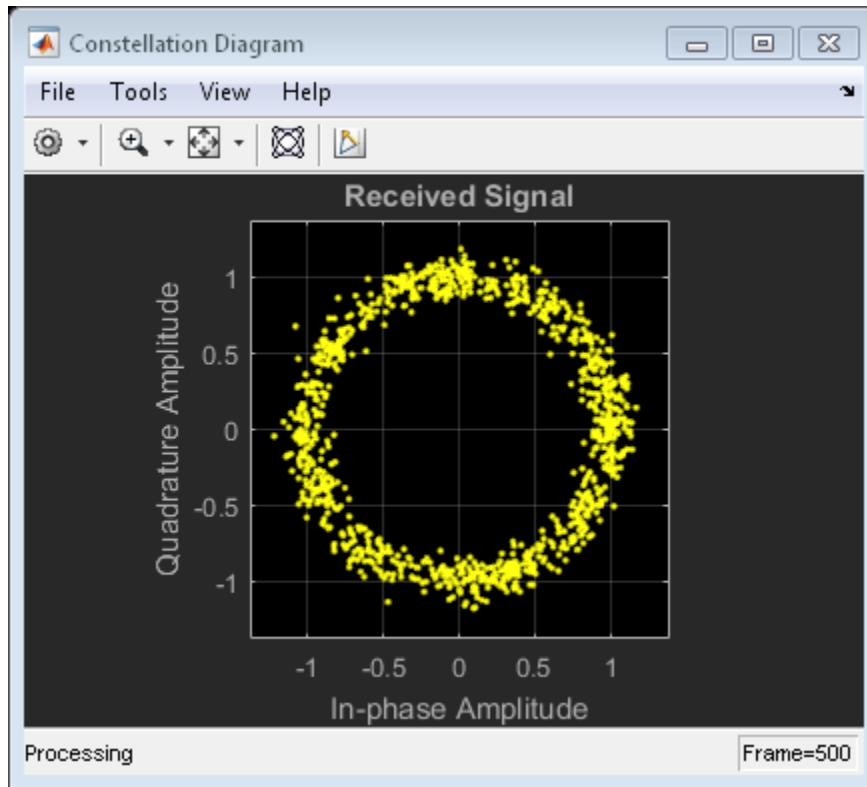 Constellation Diagram
File Tools View Help
Received Signal
Quadrature Amplitude
1
0.5
0
-0.5
-1
-1 -0.5 0 0.5 1
In-phase Amplitude
Processing Frame=500